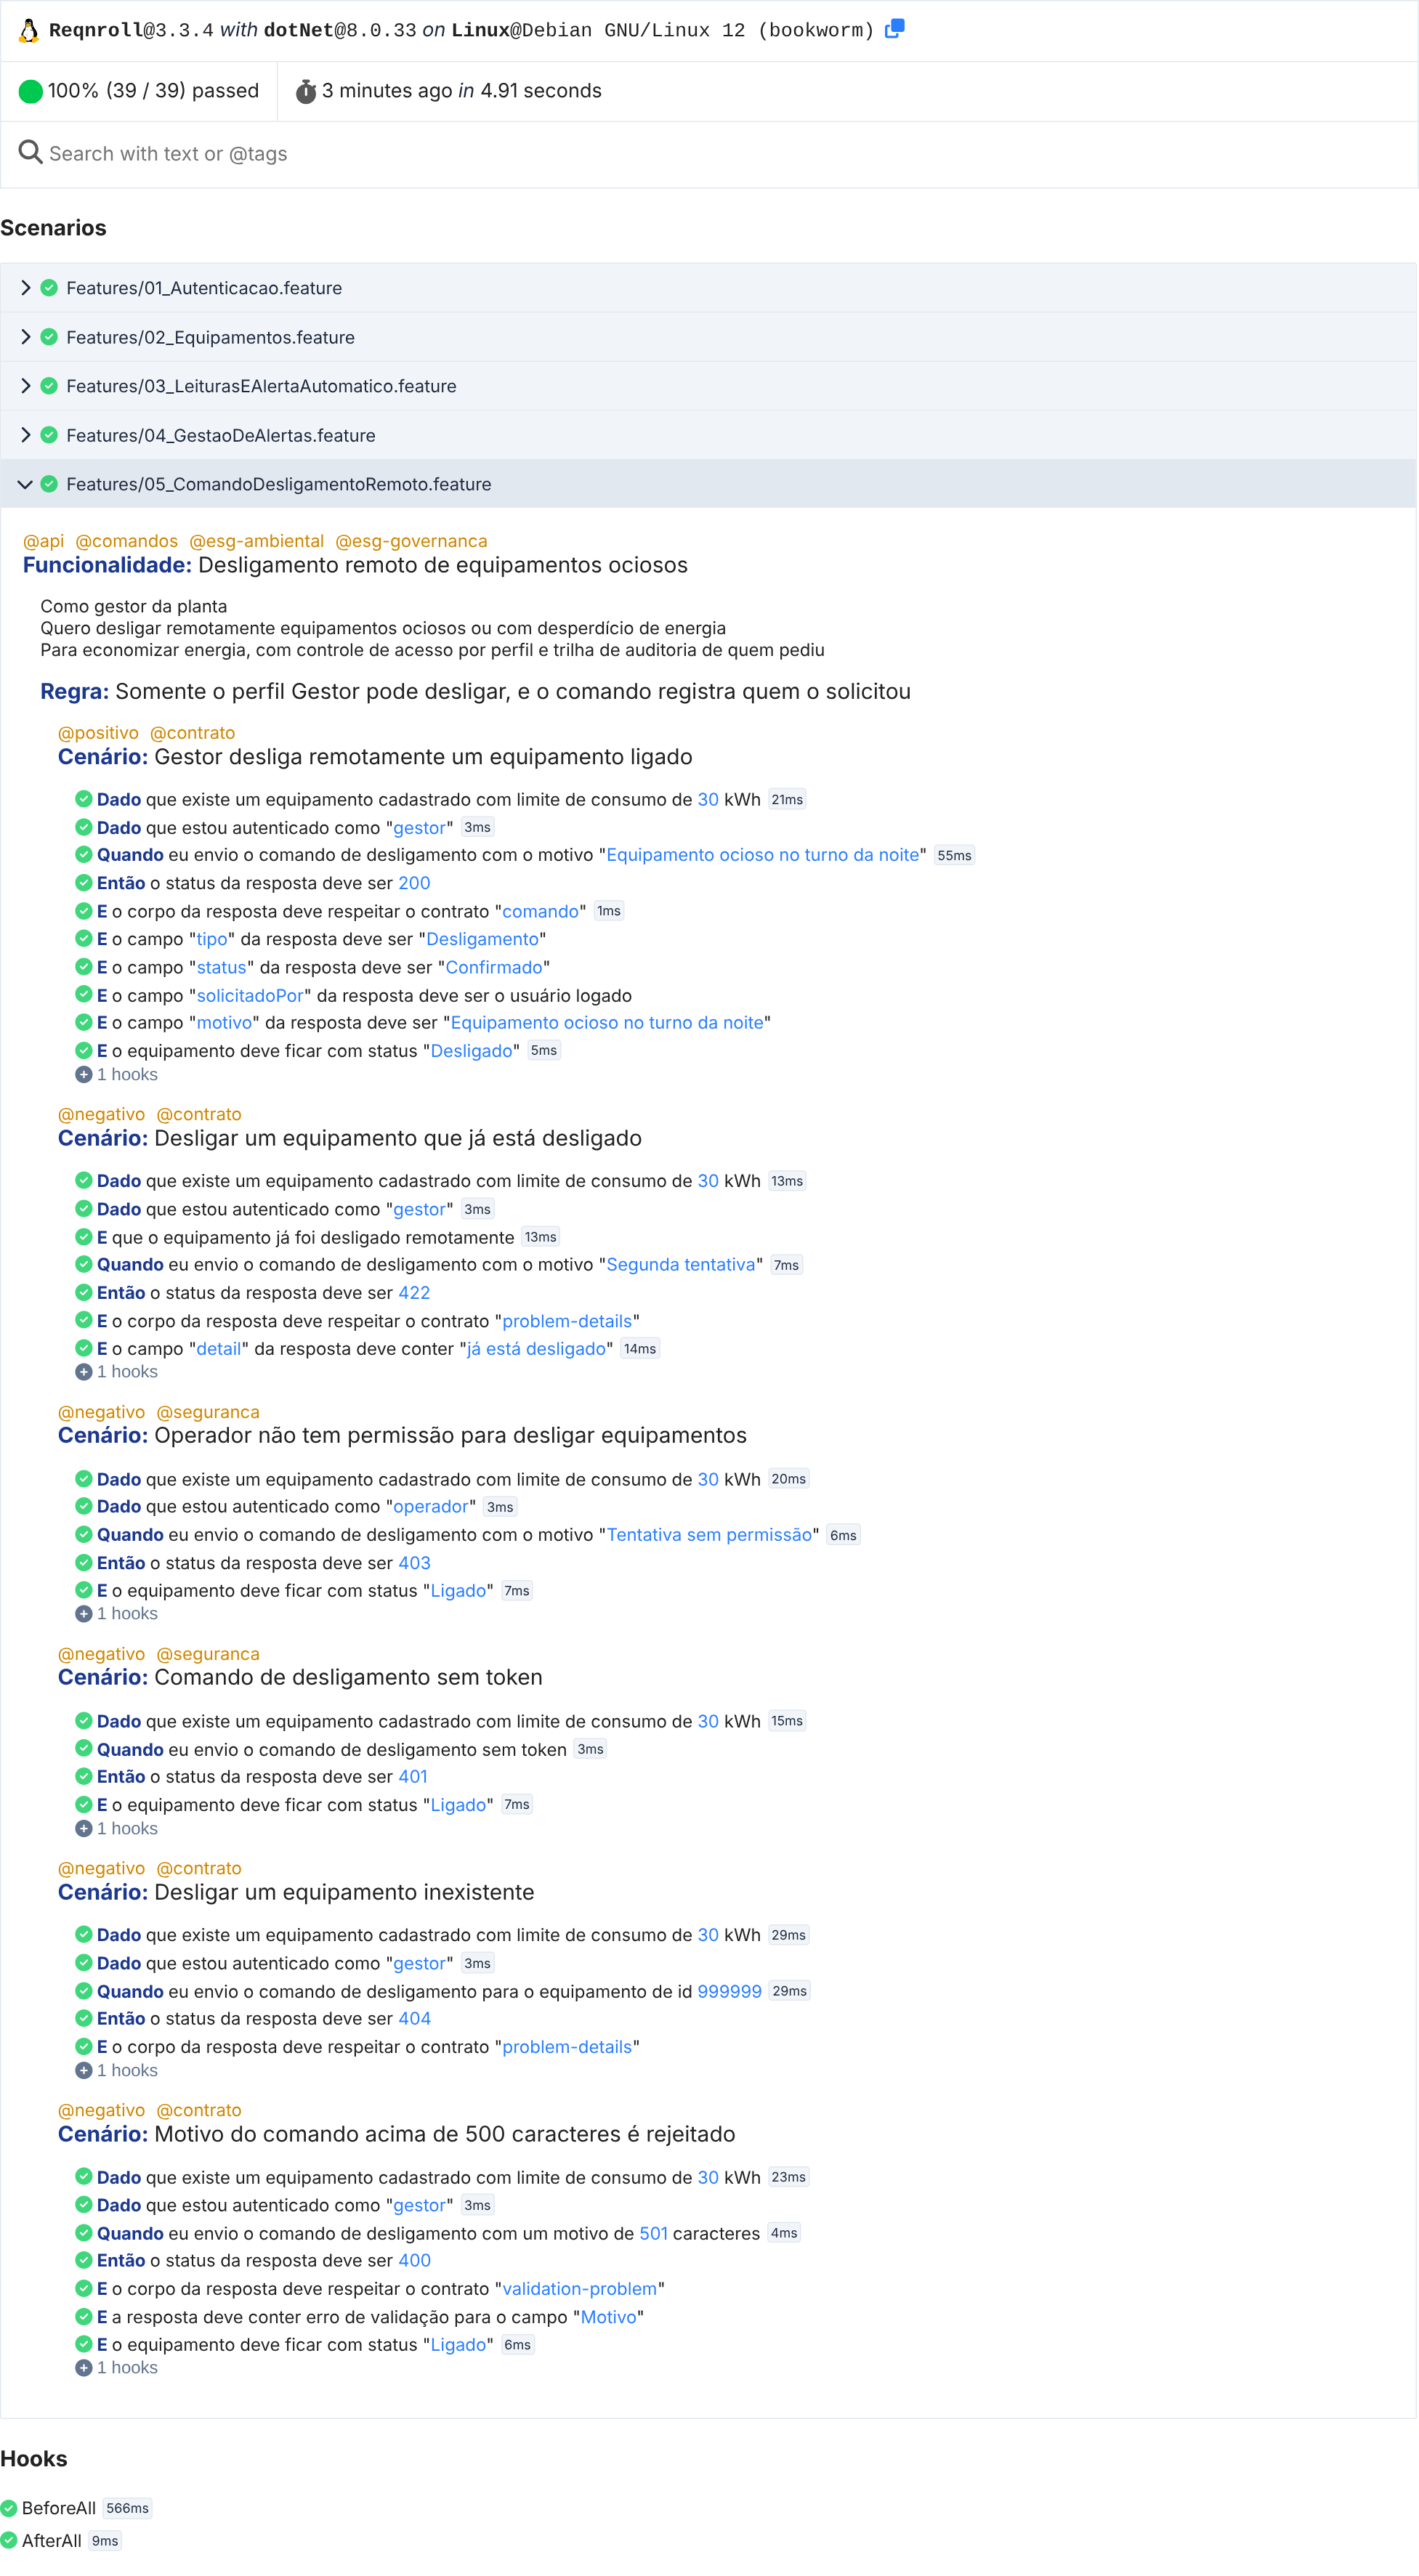 Reqnroll@3.3.4 with dotNet@8.0.33 on Linux@Debian GNU/Linux 12 (bookworm)
100% (39 / 39) passed
3 minutes ago in 4.91 seconds
Search with text or @tags
Scenarios
Features/01_Autenticacao.feature
Features/02_Equipamentos.feature
Features/03_LeiturasEAlertaAutomatico.feature
Features/04_GestaoDeAlertas.feature
Features/05_ComandoDesligamentoRemoto.feature
@api @comandos @esg-ambiental @esg-governanca
Funcionalidade: Desligamento remoto de equipamentos ociosos
Como gestor da planta
Quero desligar remotamente equipamentos ociosos ou com desperdício de energia
Para economizar energia, com controle de acesso por perfil e trilha de auditoria de quem pediu
Regra: Somente o perfil Gestor pode desligar, e o comando registra quem o solicitou
@positivo @contrato
Cenário: Gestor desliga remotamente um equipamento ligado
Dado que existe um equipamento cadastrado com limite de consumo de 30 kWh 21ms
Dado que estou autenticado como "gestor" 3ms
Quando eu envio o comando de desligamento com o motivo "Equipamento ocioso no turno da noite" 55ms
Então o status da resposta deve ser 200
E o corpo da resposta deve respeitar o contrato "comando" 1ms
E o campo "tipo" da resposta deve ser "Desligamento"
E o campo "status" da resposta deve ser "Confirmado"
E o campo "solicitadoPor" da resposta deve ser o usuário logado
E o campo "motivo" da resposta deve ser "Equipamento ocioso no turno da noite"
E o equipamento deve ficar com status "Desligado" 5ms
1 hooks
@negativo @contrato
Cenário: Desligar um equipamento que já está desligado
Dado que existe um equipamento cadastrado com limite de consumo de 30 kWh 13ms
Dado que estou autenticado como "gestor" 3ms
E que o equipamento já foi desligado remotamente 13ms
Quando eu envio o comando de desligamento com o motivo "Segunda tentativa" 7ms
Então o status da resposta deve ser 422
E o corpo da resposta deve respeitar o contrato "problem-details"
E o campo "detail" da resposta deve conter "já está desligado" 14ms
1 hooks
@negativo @seguranca
Cenário: Operador não tem permissão para desligar equipamentos
Dado que existe um equipamento cadastrado com limite de consumo de 30 kWh 20ms
Dado que estou autenticado como "operador" 3ms
Quando eu envio o comando de desligamento com o motivo "Tentativa sem permissão" 6ms
Então o status da resposta deve ser 403
E o equipamento deve ficar com status "Ligado" 7ms
1 hooks
@negativo @seguranca
Cenário: Comando de desligamento sem token
Dado que existe um equipamento cadastrado com limite de consumo de 30 kWh 15ms
Quando eu envio o comando de desligamento sem token 3ms
Então o status da resposta deve ser 401
E o equipamento deve ficar com status "Ligado" 7ms
1 hooks
@negativo @contrato
Cenário: Desligar um equipamento inexistente
Dado que existe um equipamento cadastrado com limite de consumo de 30 kWh 29ms
Dado que estou autenticado como "gestor" 3ms
Quando eu envio o comando de desligamento para o equipamento de id 999999 29ms
Então o status da resposta deve ser 404
E o corpo da resposta deve respeitar o contrato "problem-details"
1 hooks
@negativo @contrato
Cenário: Motivo do comando acima de 500 caracteres é rejeitado
Dado que existe um equipamento cadastrado com limite de consumo de 30 kWh 23ms
Dado que estou autenticado como "gestor" 3ms
Quando eu envio o comando de desligamento com um motivo de 501 caracteres 4ms
Então o status da resposta deve ser 400
E o corpo da resposta deve respeitar o contrato "validation-problem"
E a resposta deve conter erro de validação para o campo "Motivo"
E o equipamento deve ficar com status "Ligado" 6ms
1 hooks
Hooks
BeforeAll 566ms
AfterAll 9ms